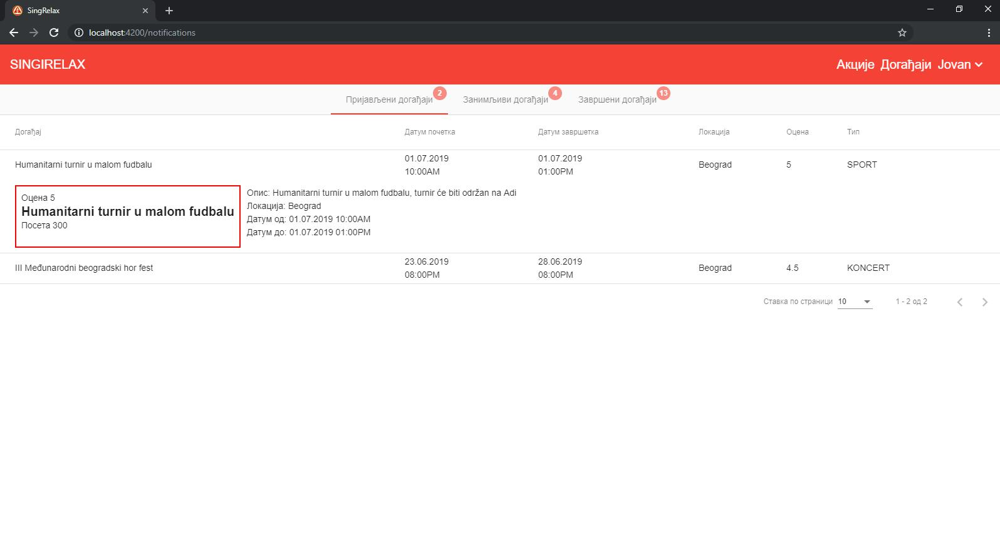 SingRelax
localhost:4200/notifications
SINGIRELAX
Акције Догађаји Jovan
Пријављени догађаји 2
Занимљиви догађаји 4
Завршени догађаји 13
Догађај Датум почетка Датум завршетка Локација Оцена Тип
Humanitarni turnir u malom fudbalu 01.07.2019 10:00AM 01.07.2019 01:00PM Beograd 5 SPORT
Оцена 5
Humanitarni turnir u malom fudbalu
Посета 300
Опис: Humanitarni turnir u malom fudbalu, turnir će biti održan na Adi
Локација: Beograd
Датум од: 01.07.2019 10:00AM
Датум до: 01.07.2019 01:00PM
III Međunarodni beogradski hor fest 23.06.2019 08:00PM 28.06.2019 08:00PM Beograd 4.5 KONCERT
Ставка по страници 10 1 - 2 од 2